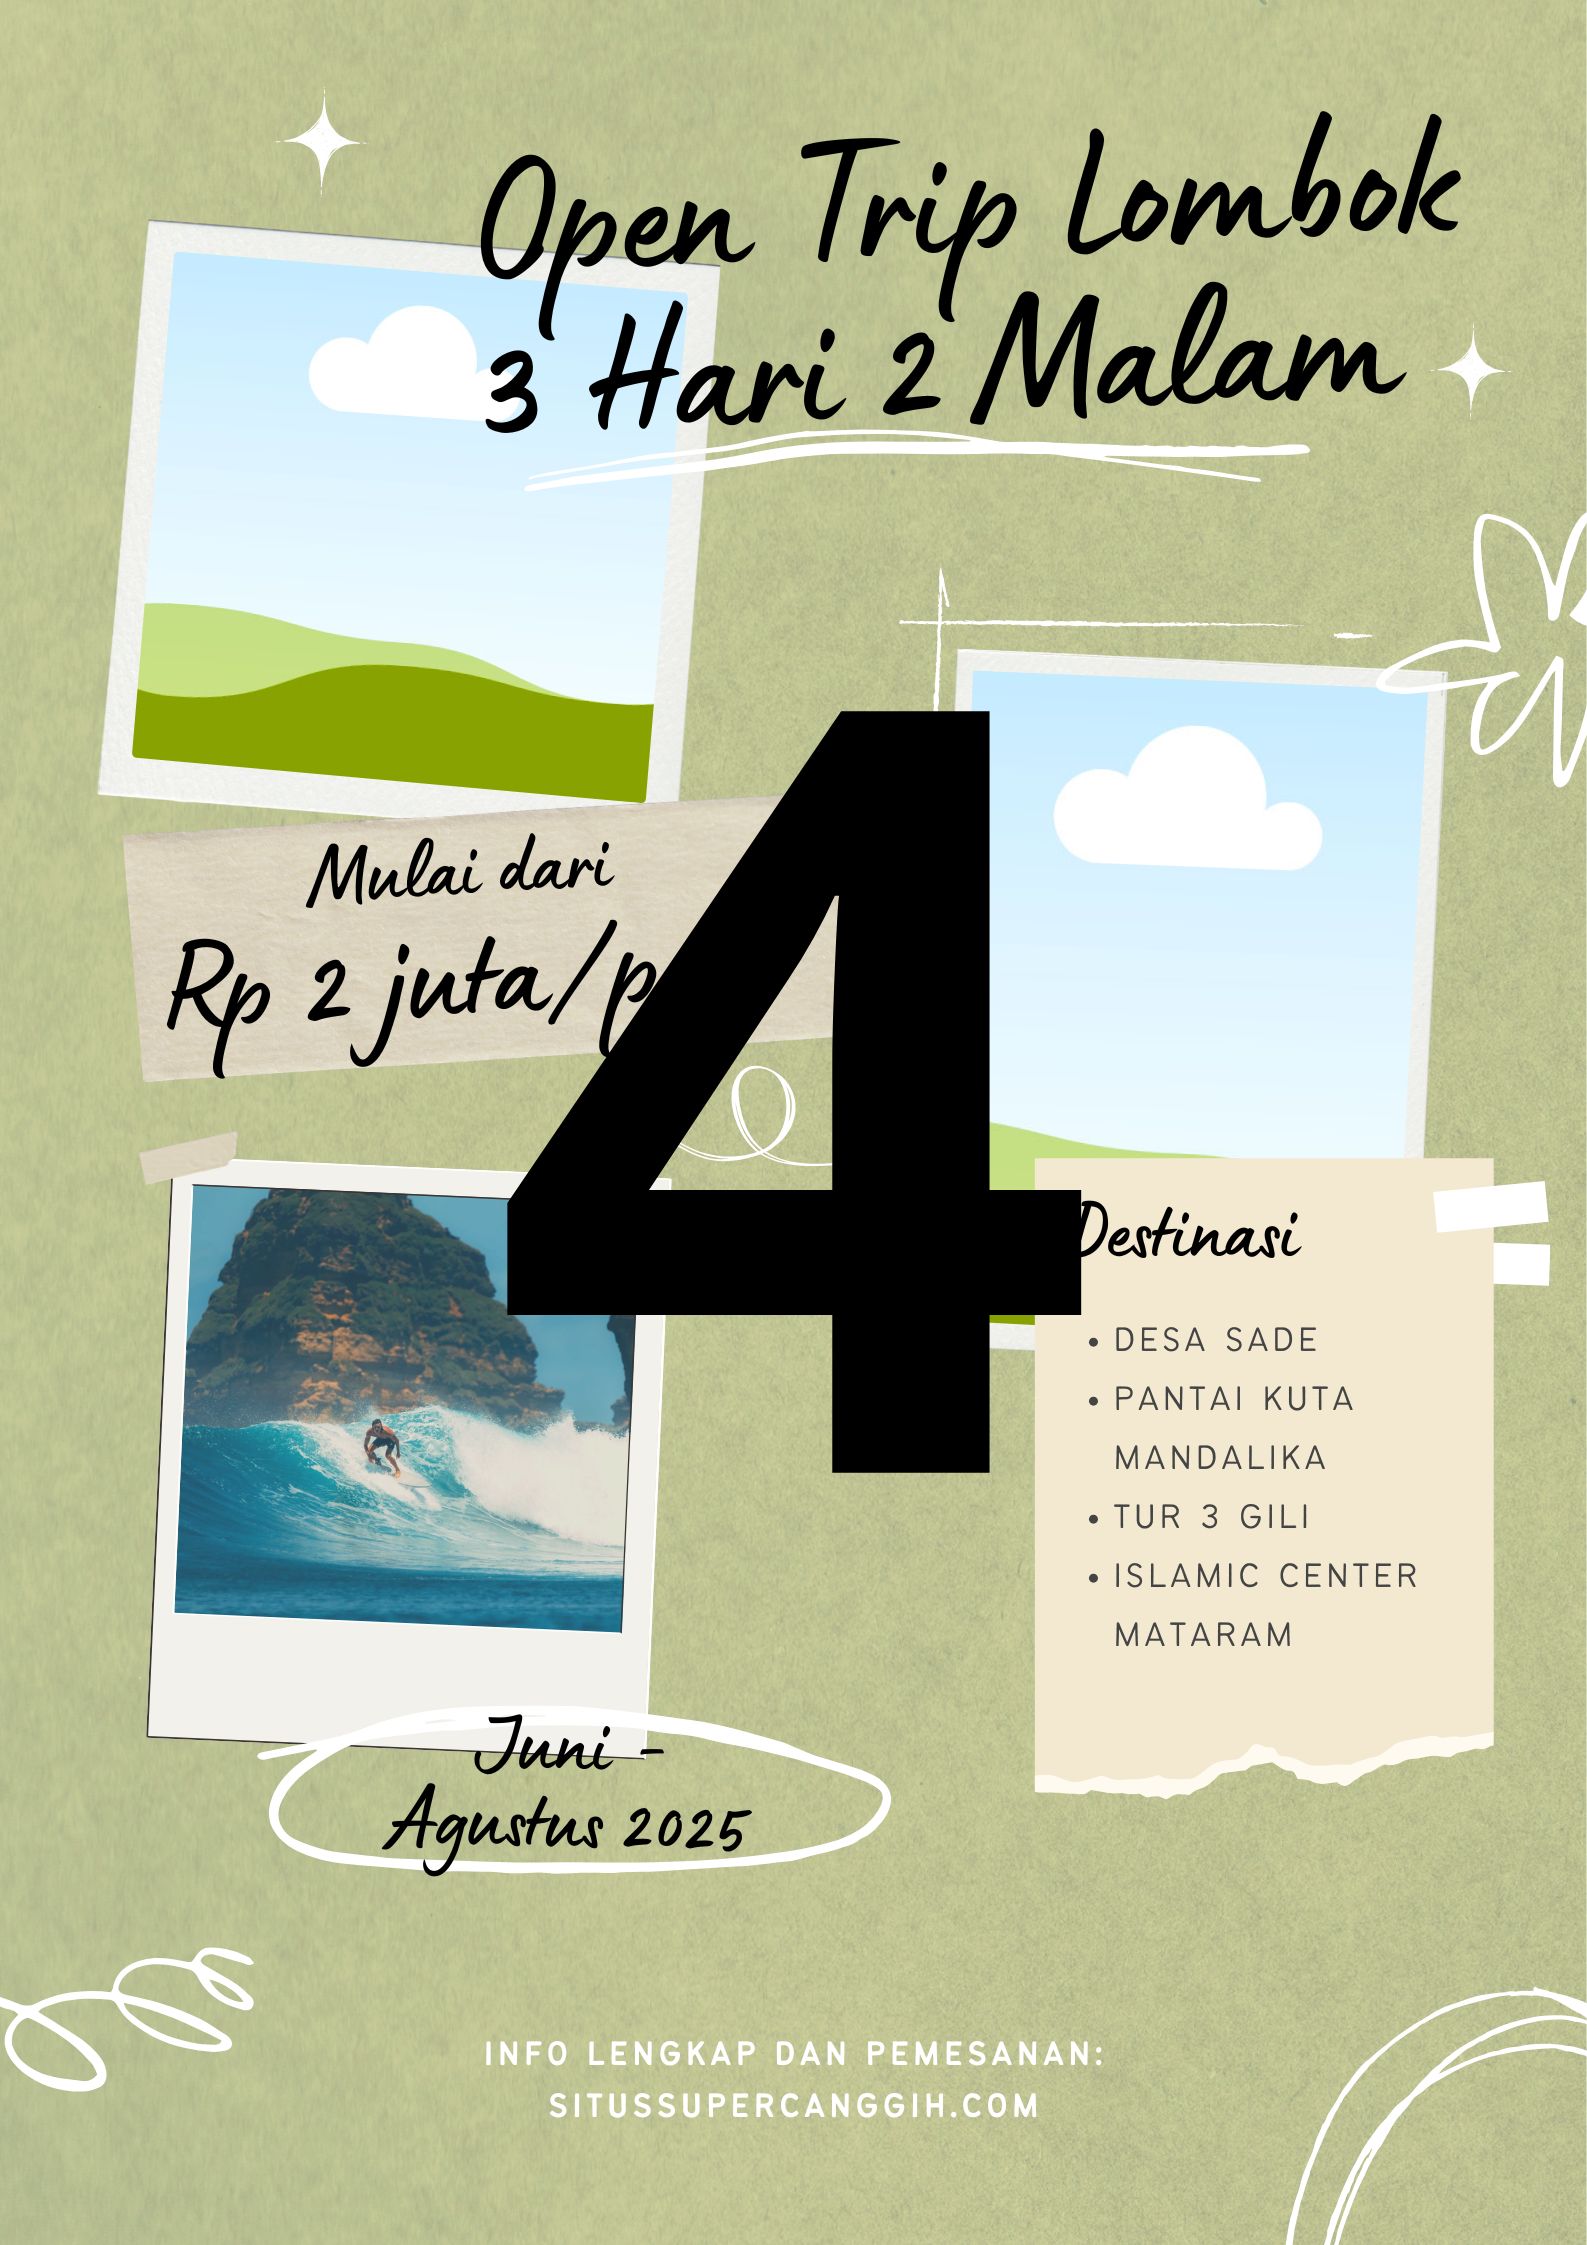 Open Trip Lombok
3 Hari 2 Malam
Mulai dari
Rp 2 juta/p
4
Destinasi
• DESA SADE
• PANTAI KUTA
MANDALIKA
• TUR 3 GILI
• ISLAMIC CENTER
MATARAM
Juni -
Agustus 2025
INFO LENGKAP DAN PEMESANAN:
SITUSSUPERCANGGIH.COM